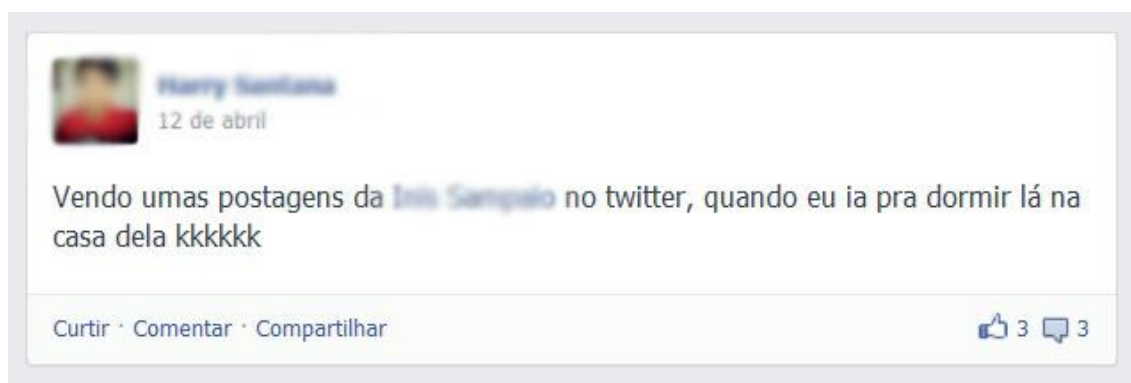 12 de abril
Vendo umas postagens da no twitter, quando eu ia pra dormir lá na
casa dela kkkkkk
Curtir · Comentar · Compartilhar 3 3